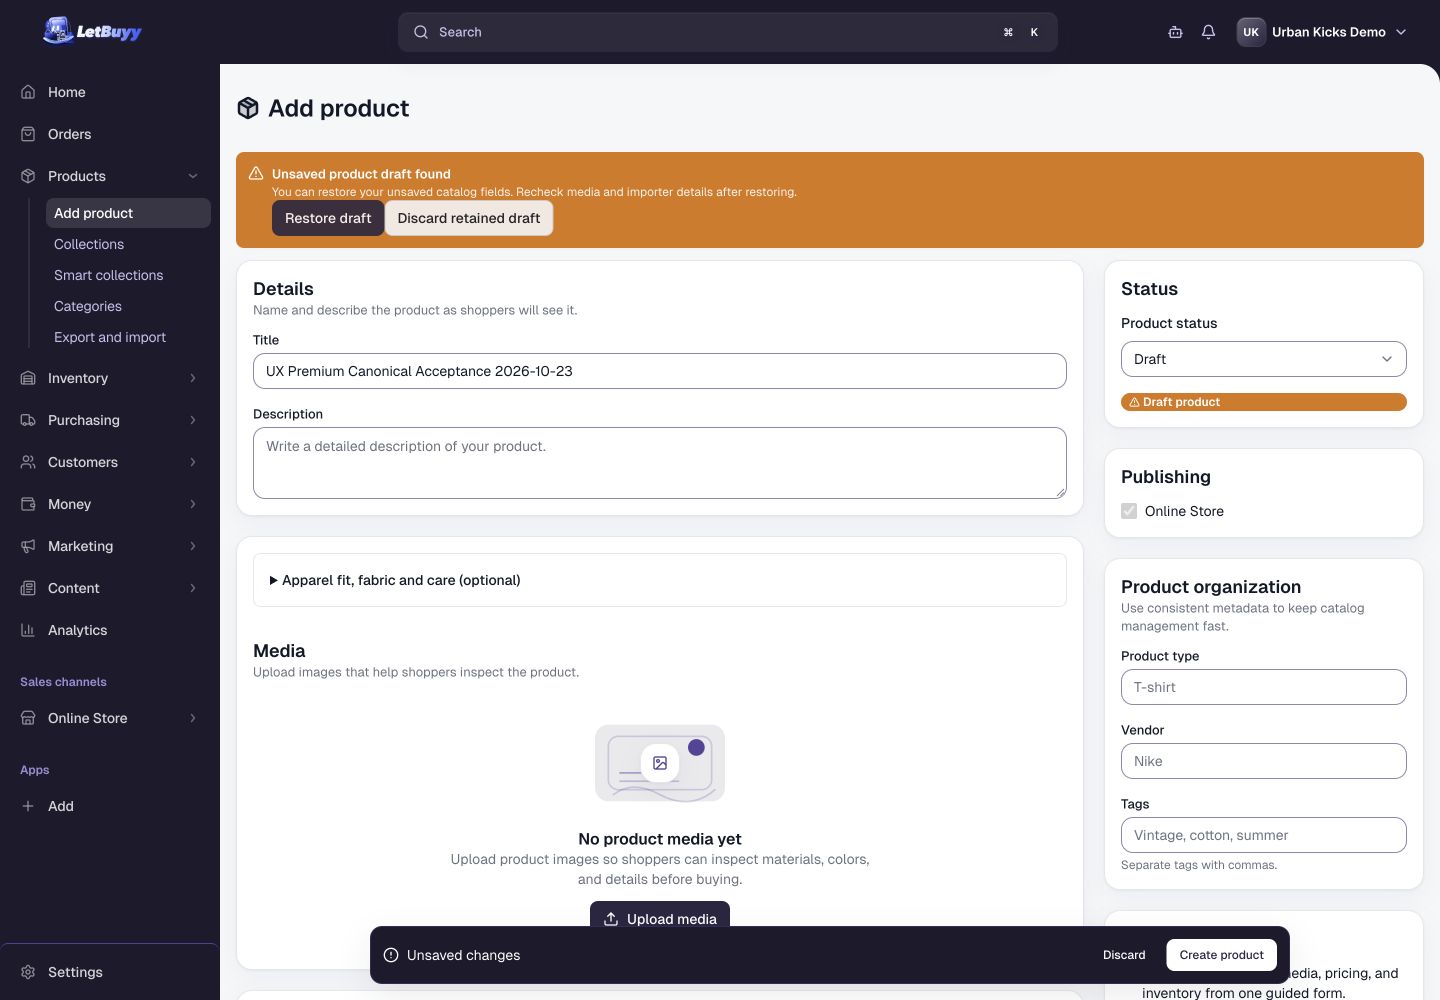 LetBuyy
Search
⌘ K
UK Urban Kicks Demo
Home
Orders
Products
Add product
Collections
Smart collections
Categories
Export and import
Inventory
Purchasing
Customers
Money
Marketing
Content
Analytics
Sales channels
Online Store
Apps
Add
Settings
Add product
Unsaved product draft found
You can restore your unsaved catalog fields. Recheck media and importer details after restoring.
Restore draft
Discard retained draft
Details
Name and describe the product as shoppers will see it.
Title
UX Premium Canonical Acceptance 2026-10-23
Description
Write a detailed description of your product.
Apparel fit, fabric and care (optional)
Media
Upload images that help shoppers inspect the product.
No product media yet
Upload product images so shoppers can inspect materials, colors,
and details before buying.
Upload media
Status
Product status
Draft
Draft product
Publishing
Online Store
Product organization
Use consistent metadata to keep catalog
management fast.
Product type
T-shirt
Vendor
Nike
Tags
Vintage, cotton, summer
Separate tags with commas.
pricing, and
inventory from one guided form.
Unsaved changes
Discard
Create product